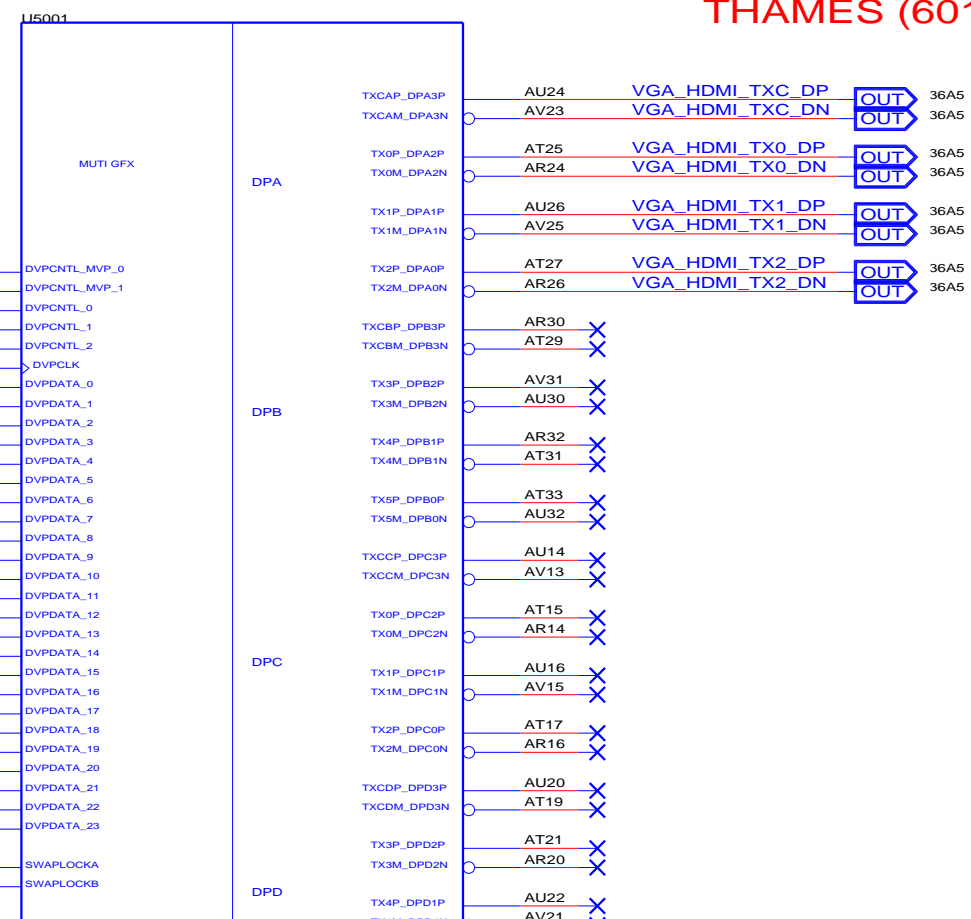 U5001
THAMES (601
TXCAP_DPA3P AU24 VGA_HDMI_TXC_DP OUT 36A5
TXCAM_DPA3N AV23 VGA_HDMI_TXC_DN OUT 36A5
TX0P_DPA2P AT25 VGA_HDMI_TX0_DP OUT 36A5
MUTI GFX
TX0M_DPA2N AR24 VGA_HDMI_TX0_DN OUT 36A5
DPA
TX1P_DPA1P AU26 VGA_HDMI_TX1_DP OUT 36A5
TX1M_DPA1N AV25 VGA_HDMI_TX1_DN OUT 36A5
DVPCNTL_MVP_0 TX2P_DPA0P AT27 VGA_HDMI_TX2_DP OUT 36A5
DVPCNTL_MVP_1 TX2M_DPA0N AR26 VGA_HDMI_TX2_DN OUT 36A5
DVPCNTL_0
DVPCNTL_1 TXCBP_DPB3P AR30
DVPCNTL_2 TXCBM_DPB3N AT29
DVPCLK
DVPDATA_0 TX3P_DPB2P AV31
DVPDATA_1 TX3M_DPB2N AU30
DPB
DVPDATA_2
DVPDATA_3 TX4P_DPB1P AR32
DVPDATA_4 TX4M_DPB1N AT31
DVPDATA_5
DVPDATA_6 TX5P_DPB0P AT33
DVPDATA_7 TX5M_DPB0N AU32
DVPDATA_8
DVPDATA_9 TXCCP_DPC3P AU14
DVPDATA_10 TXCCM_DPC3N AV13
DVPDATA_11
DVPDATA_12 TX0P_DPC2P AT15
DVPDATA_13 TX0M_DPC2N AR14
DVPDATA_14
DPC
DVPDATA_15 TX1P_DPC1P AU16
DVPDATA_16 TX1M_DPC1N AV15
DVPDATA_17
DVPDATA_18 TX2P_DPC0P AT17
DVPDATA_19 TX2M_DPC0N AR16
DVPDATA_20
DVPDATA_21 TXCDP_DPD3P AU20
DVPDATA_22 TXCDM_DPD3N AT19
DVPDATA_23
TX3P_DPD2P AT21
SWAPLOCKA TX3M_DPD2N AR20
SWAPLOCKB
DPD
TX4P_DPD1P AU22
AV21